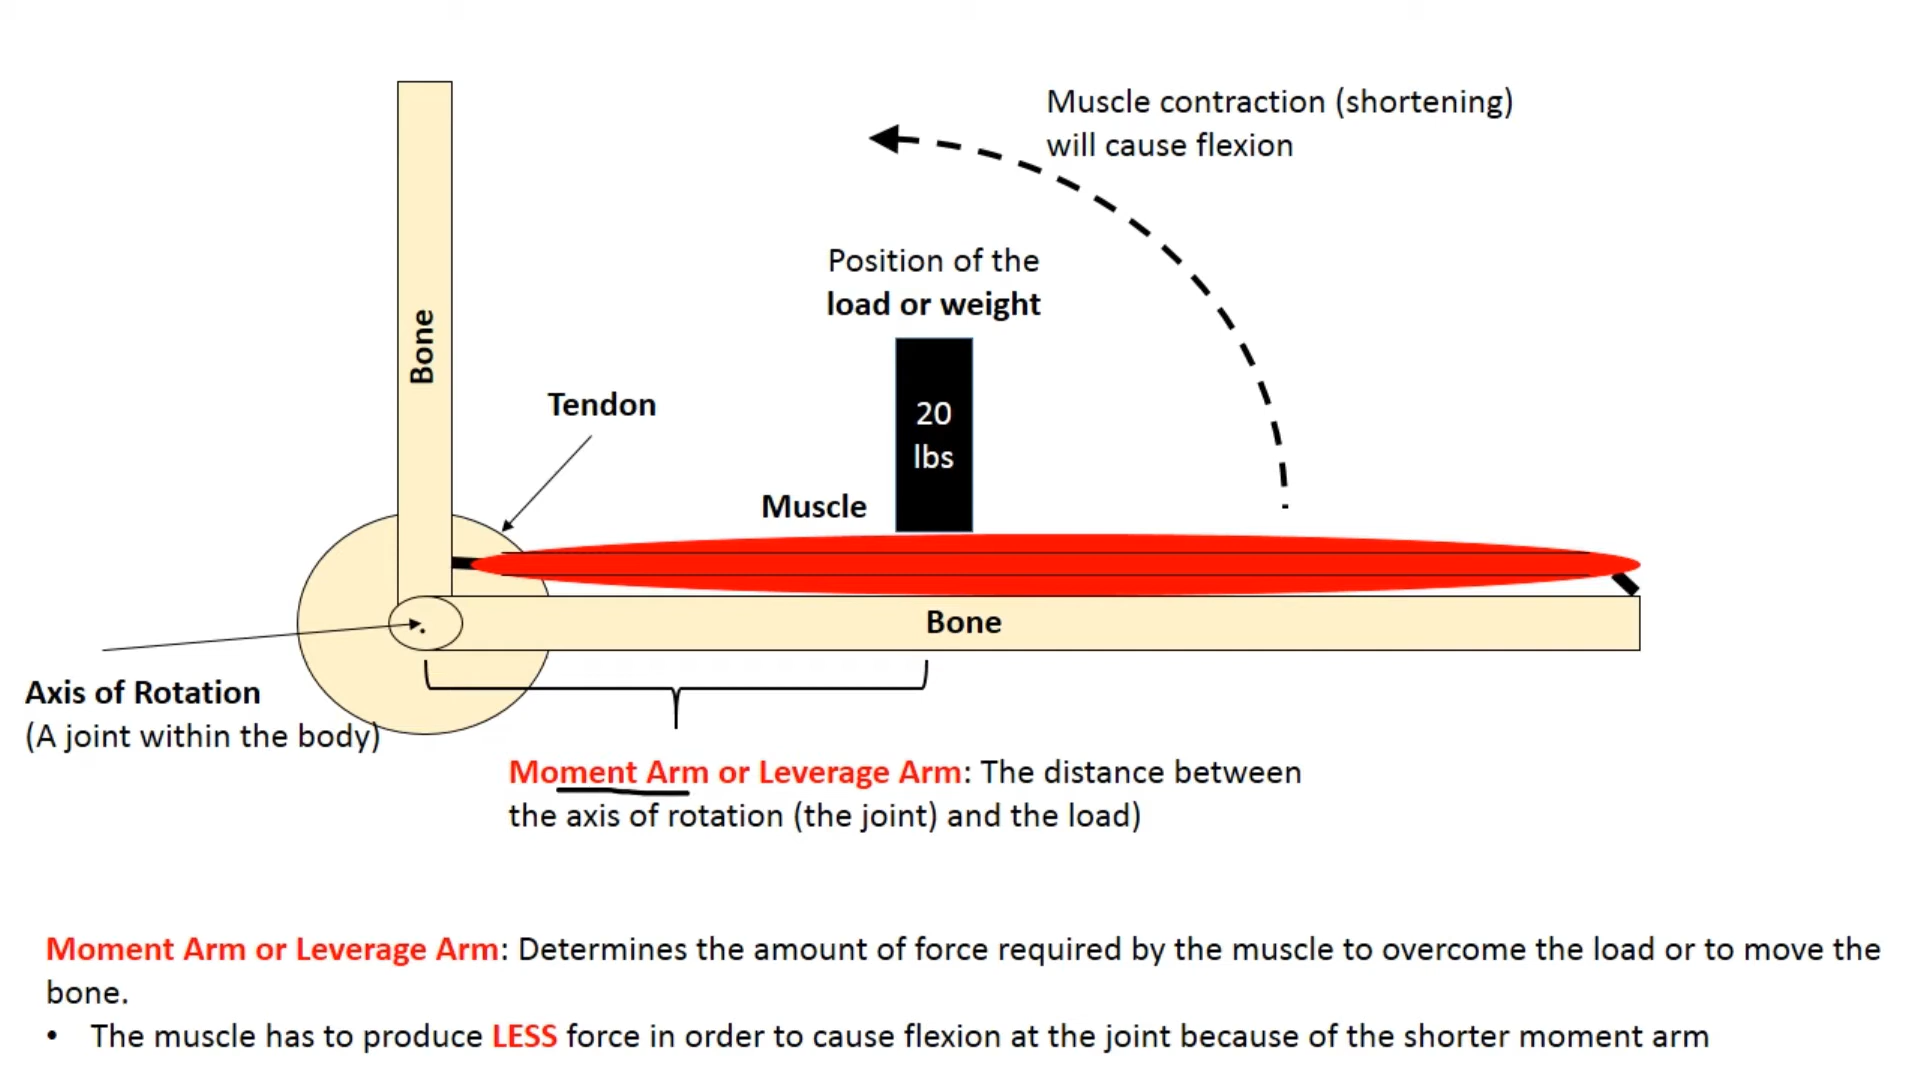 Muscle contraction (shortening)
will cause flexion
Position of the
load or weight
Bone
Tendon
20
lbs
Muscle
Bone
Axis of Rotation
(A joint within the body)
Moment Arm or Leverage Arm: The distance between
the axis of rotation (the joint) and the load)
Moment Arm or Leverage Arm: Determines the amount of force required by the muscle to overcome the load or to move the
bone.
• The muscle has to produce LESS force in order to cause flexion at the joint because of the shorter moment arm